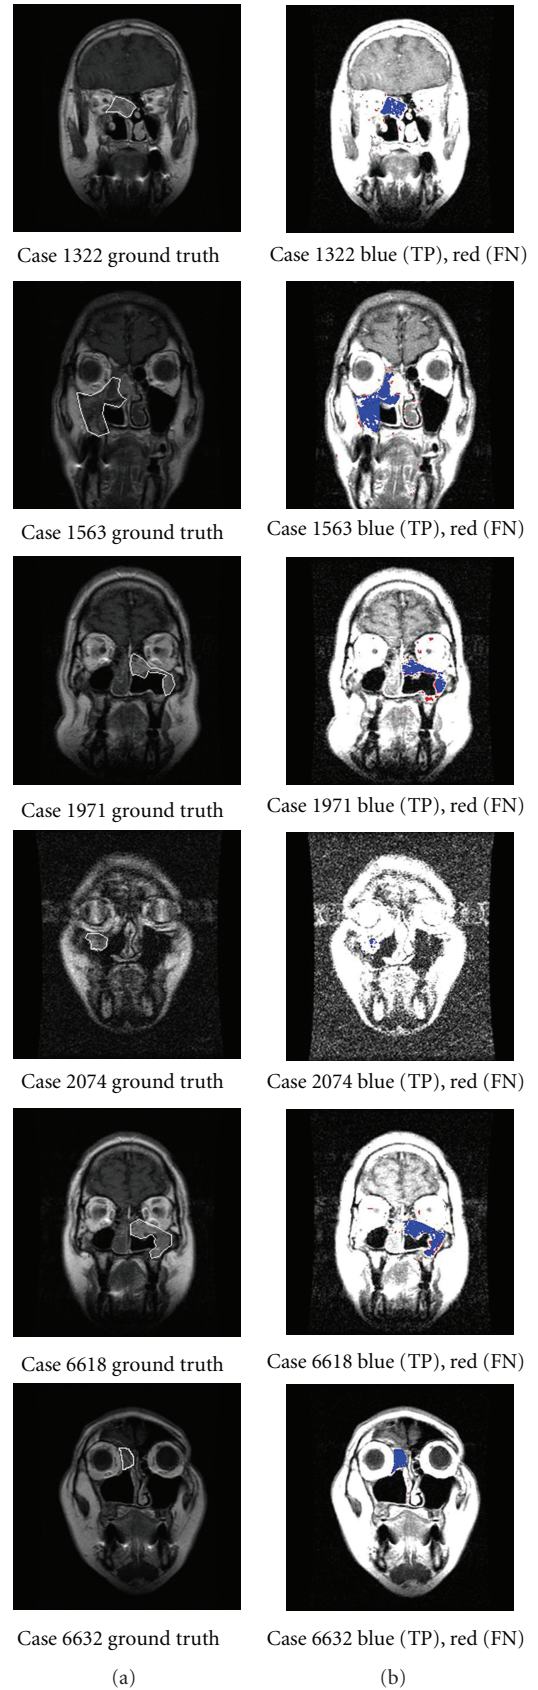 Case 1322 ground truth
Case 1322 blue (TP), red (FN)
Case 1563 ground truth
Case 1563 blue (TP), red (FN)
Case 1971 ground truth
Case 1971 blue (TP), red (FN)
Case 2074 ground truth
Case 2074 blue (TP), red (FN)
Case 6618 ground truth
Case 6618 blue (TP), red (FN)
Case 6632 ground truth
Case 6632 blue (TP), red (FN)
(a)
(b)